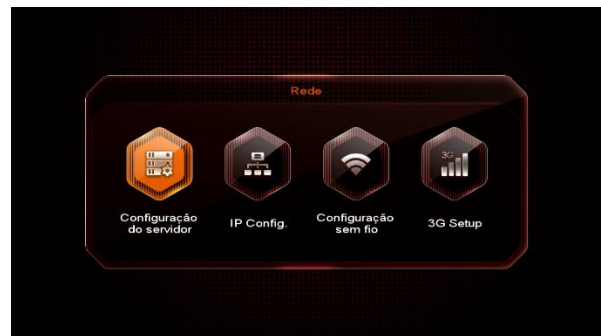 Rede
3G
Configuração
do servidor
IP Config.
Configuração
sem fio
3G Setup